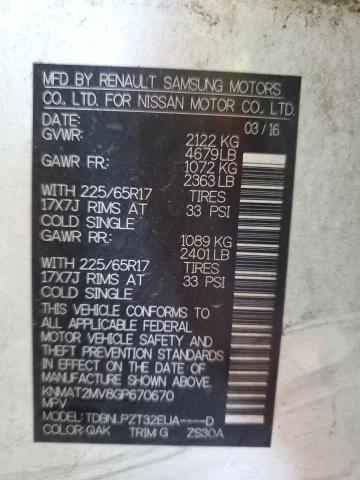 MFD BY RENAULT SAMSUNG MOTORS
CO., LTD. FOR NISSAN MOTOR CO., LTD.
DATE: 03/16
GVWR: 2122 KG
4679LB
GAWR FR: 1072 KG
2363 LB
WITH 225/65R17 TIRES
17X7J RIMS AT 33 PSI
COLD SINGLE
GAWR RR: 1089 KG
2401 LB
WITH 225/65R17 TIRES
17X7J RIMS AT 33 PSI
COLD SINGLE
THIS VEHICLE CONFORMS TO
ALL APPLICABLE FEDERAL
MOTOR VEHICLE SAFETY AND
THEFT PREVENTION STANDARDS
IN EFFECT ON THE DATE OF
MANUFACTURE SHOWN ABOVE.
KNMAT2MV8GP670670
MPV
MODEL: TDBNLPZT32EUA----D
COLOR: QAK TRIM: G ZS30A